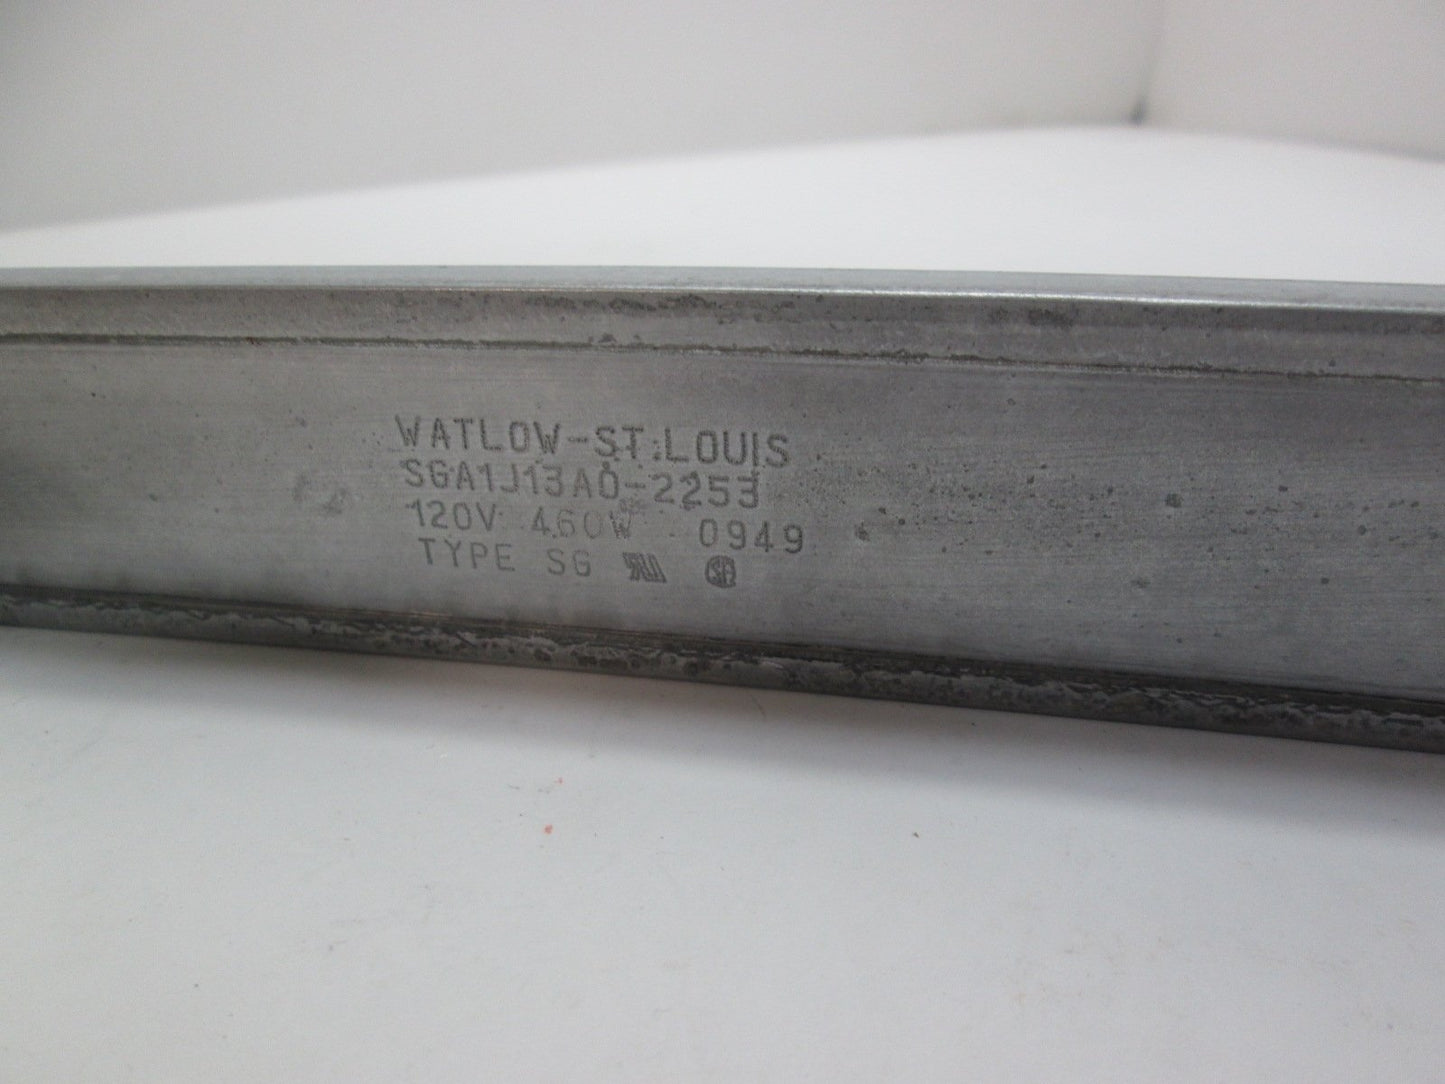 WATLOW-ST.LOUIS
SGA1J13A0-2253
120V 460W 0949
TYPE SG